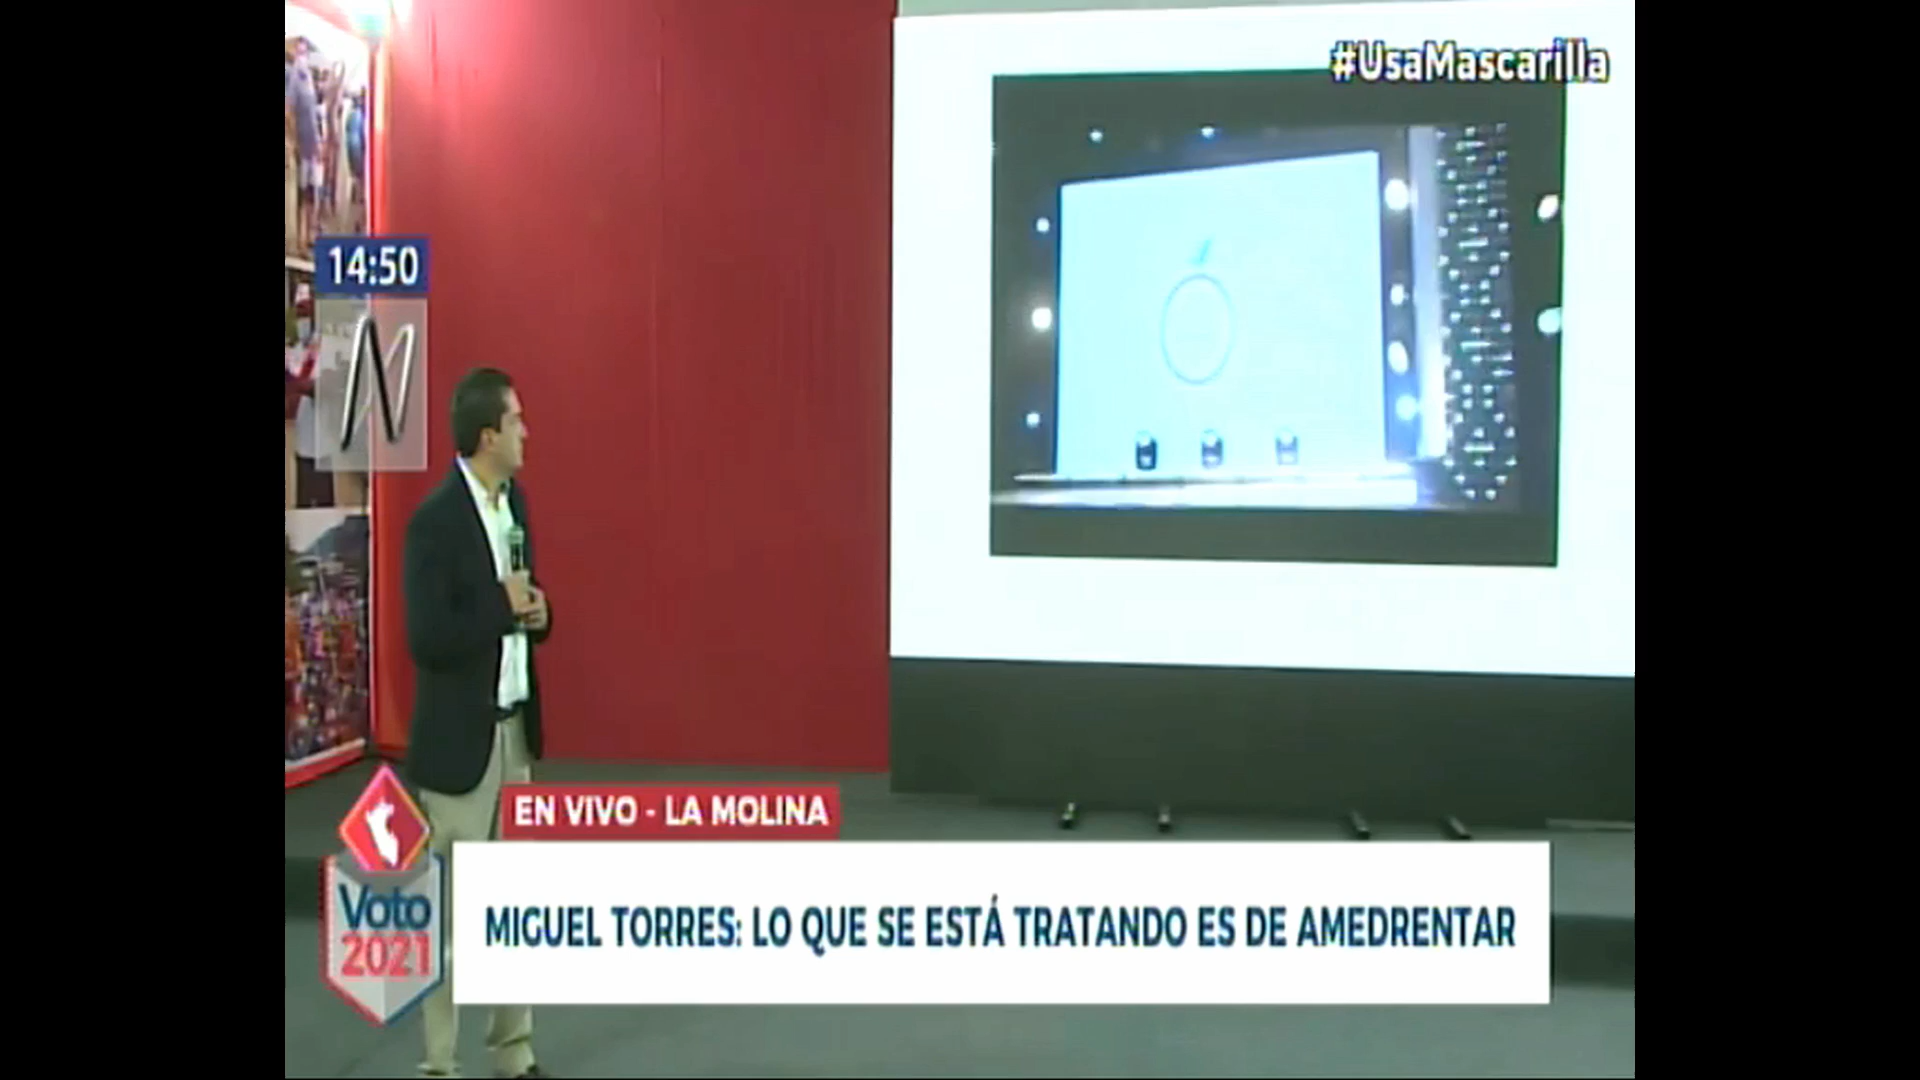 #UsaMascarilla
14:50
N
EN VIVO - LA MOLINA
Voto
2021
MIGUEL TORRES: LO QUE SE ESTÁ TRATANDO ES DE AMEDRENTAR